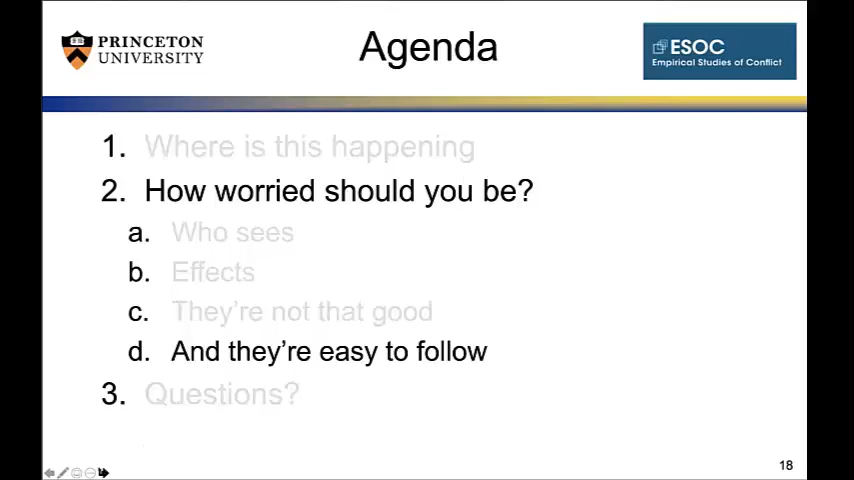 PRINCETON
UNIVERSITY
Agenda
ESOC
Empirical Studies of Conflict
1. Where is this happening
2. How worried should you be?
a. Who sees
b. Effects
c. They're not that good
d. And they're easy to follow
3. Questions?
18